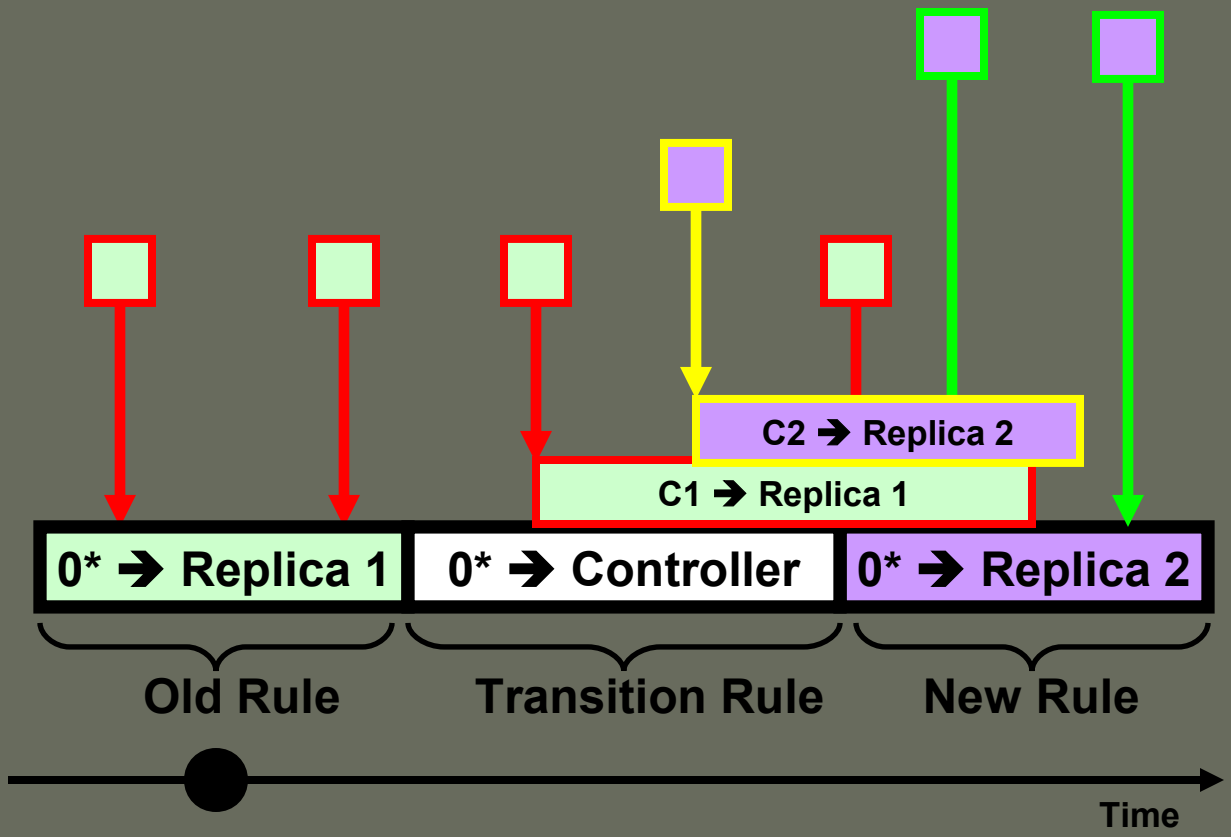 C2 ➔ Replica 2
C1 ➔ Replica 1
0* ➔ Replica 1
0* ➔ Controller
0* ➔ Replica 2
Old Rule
Transition Rule
New Rule
Time